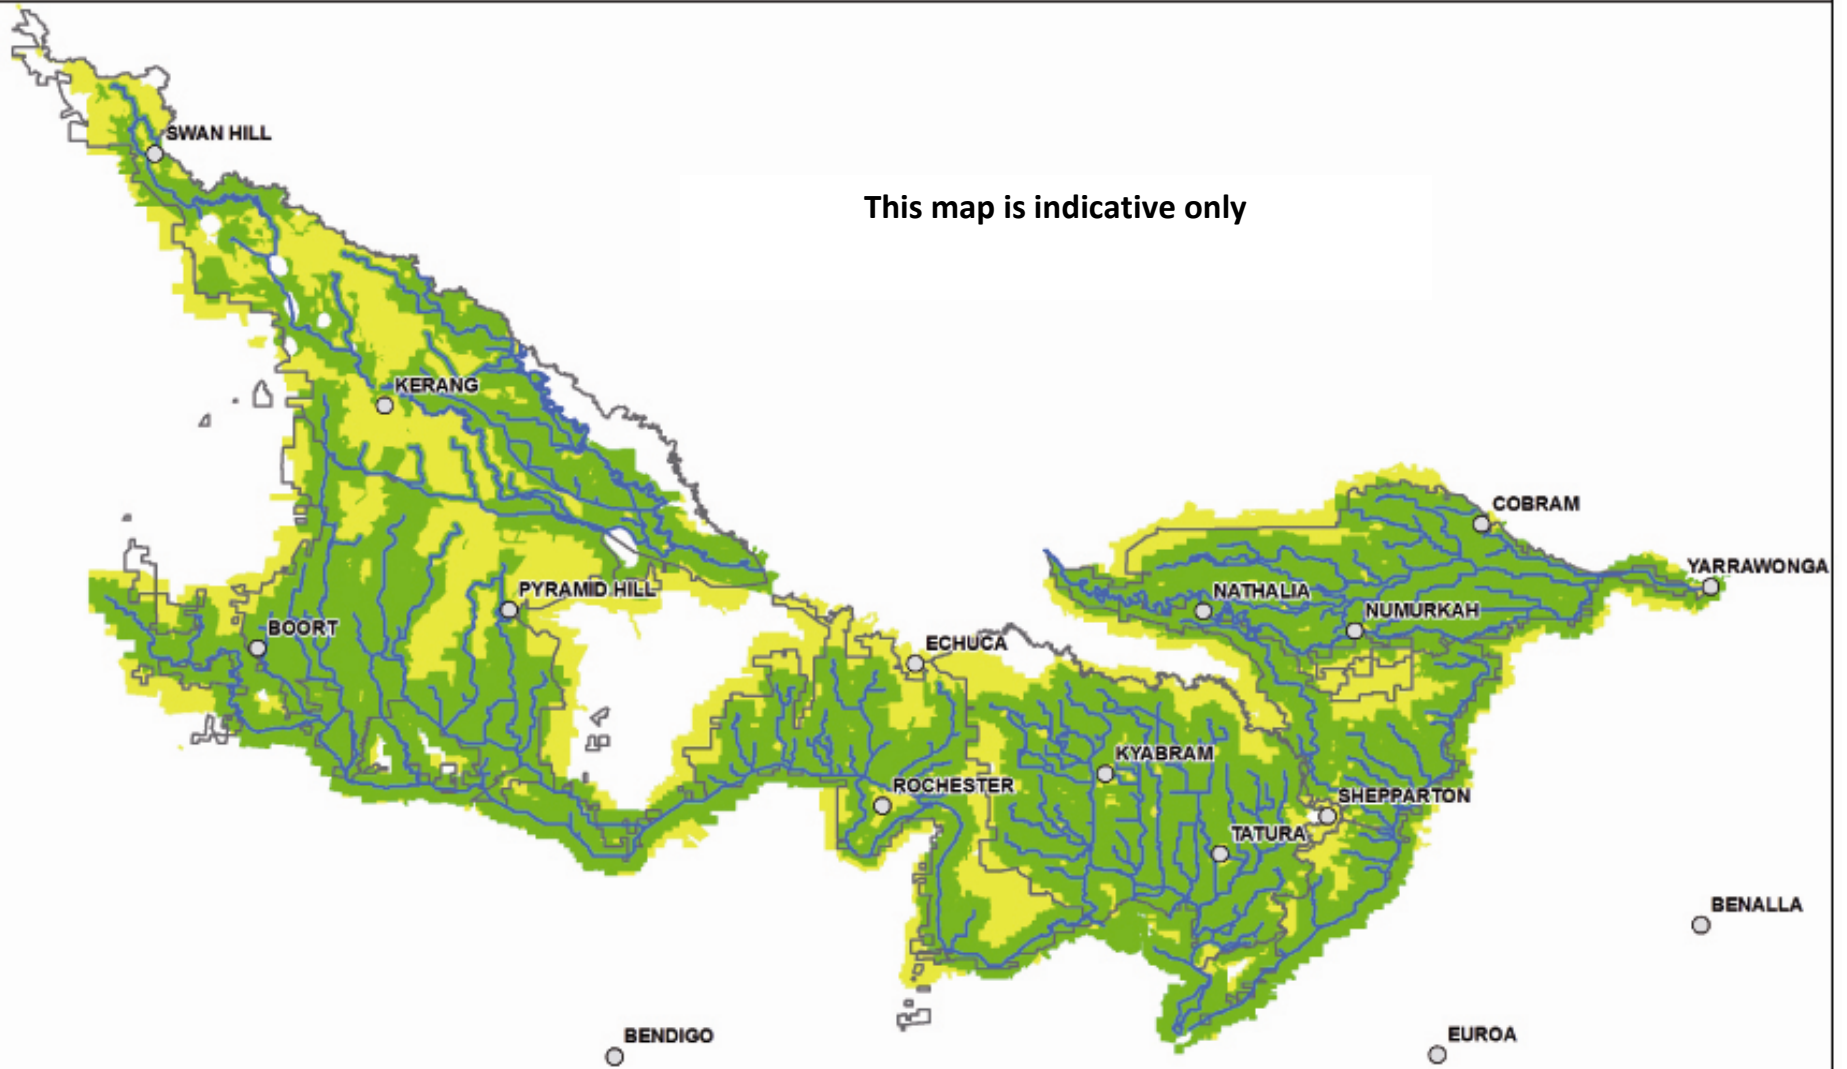 SWAN HILL
This map is indicative only
KERANG
COBRAM
YARRAWONGA
PYRAMID HILL
NATHALIA
NUMURKAH
BOORT
ECHUCA
KYABRAM
ROCHESTER
SHEPPARTON
TATURA
BENALLA
BENDIGO
EUROA